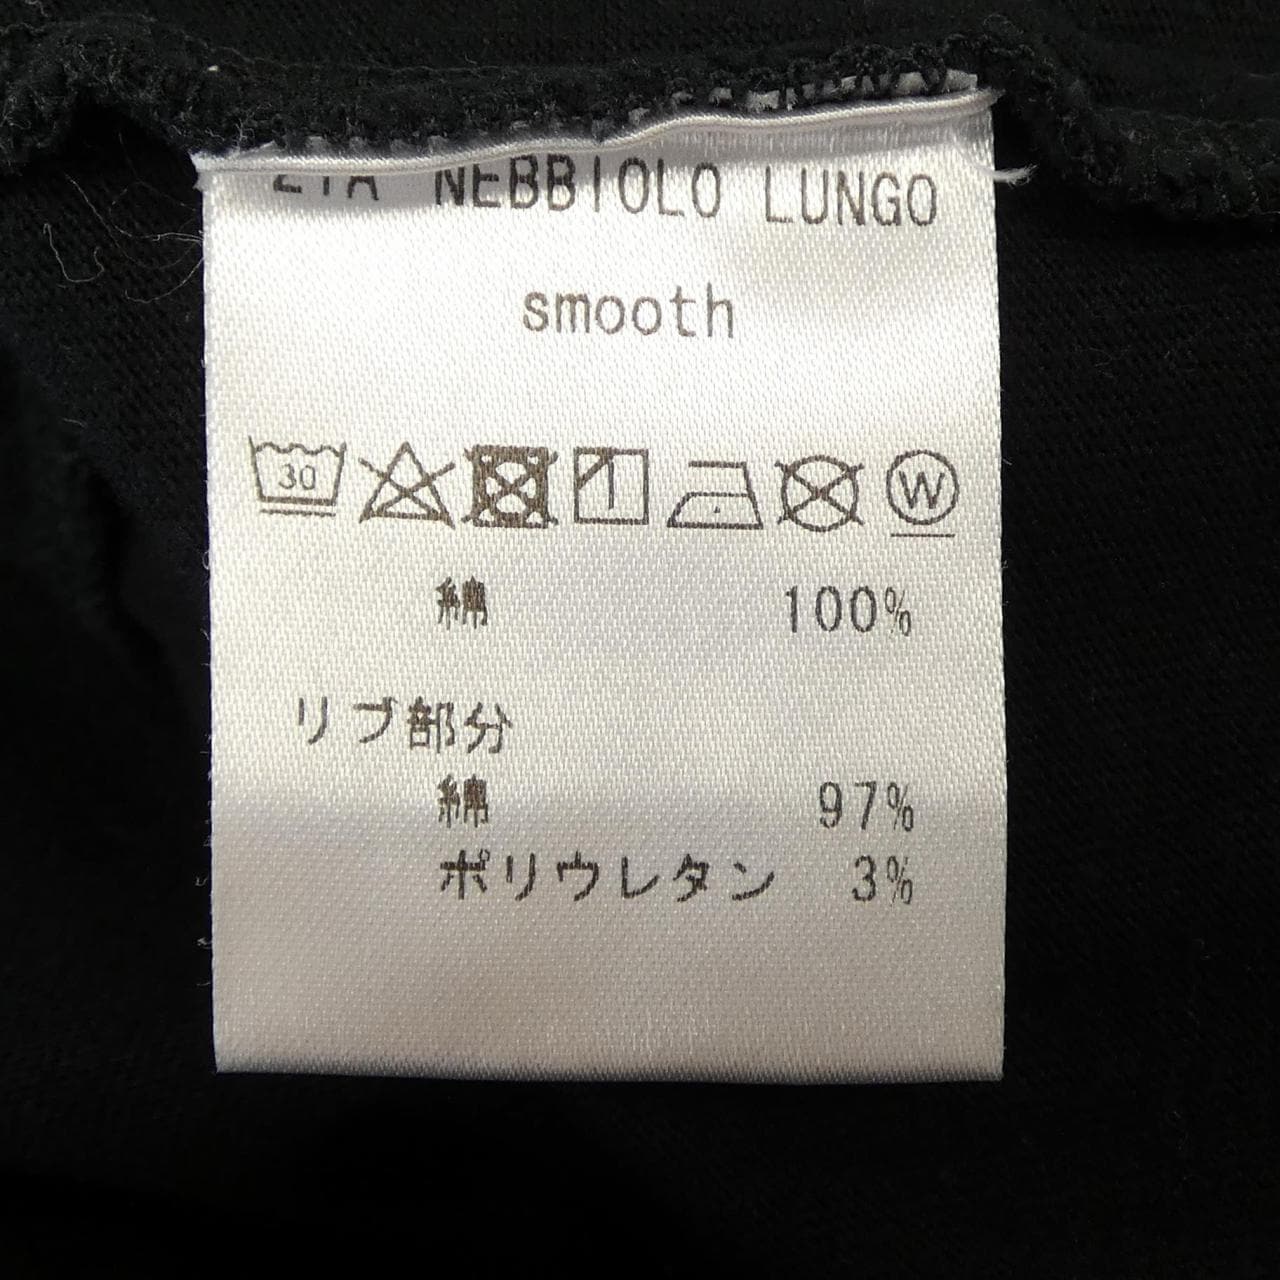 21A NEBBIOLO LUNGO
smooth
30 W
綿 100%
リブ部分
綿 97%
ポリウレタン 3%